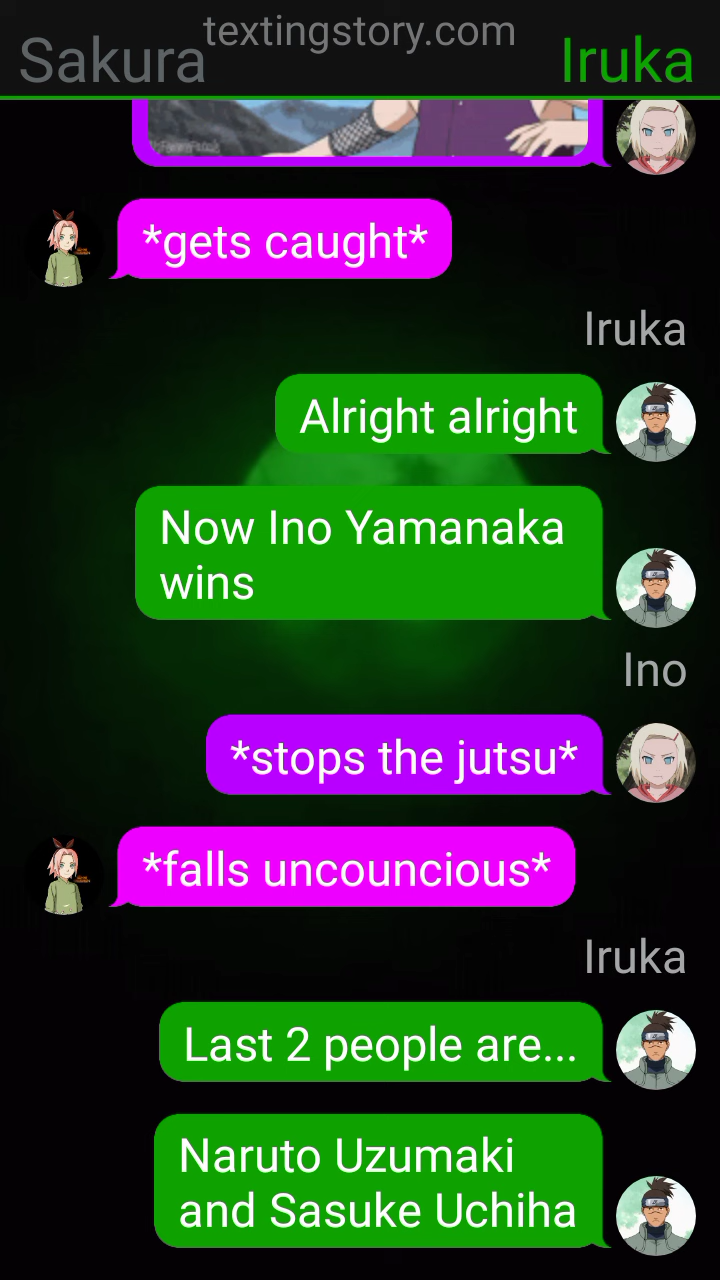 textingstory.com
Sakura
Iruka
*gets caught*
Iruka
Alright alright
Now Ino Yamanaka
wins
Ino
*stops the jutsu*
*falls uncouncious*
Iruka
Last 2 people are...
Naruto Uzumaki
and Sasuke Uchiha